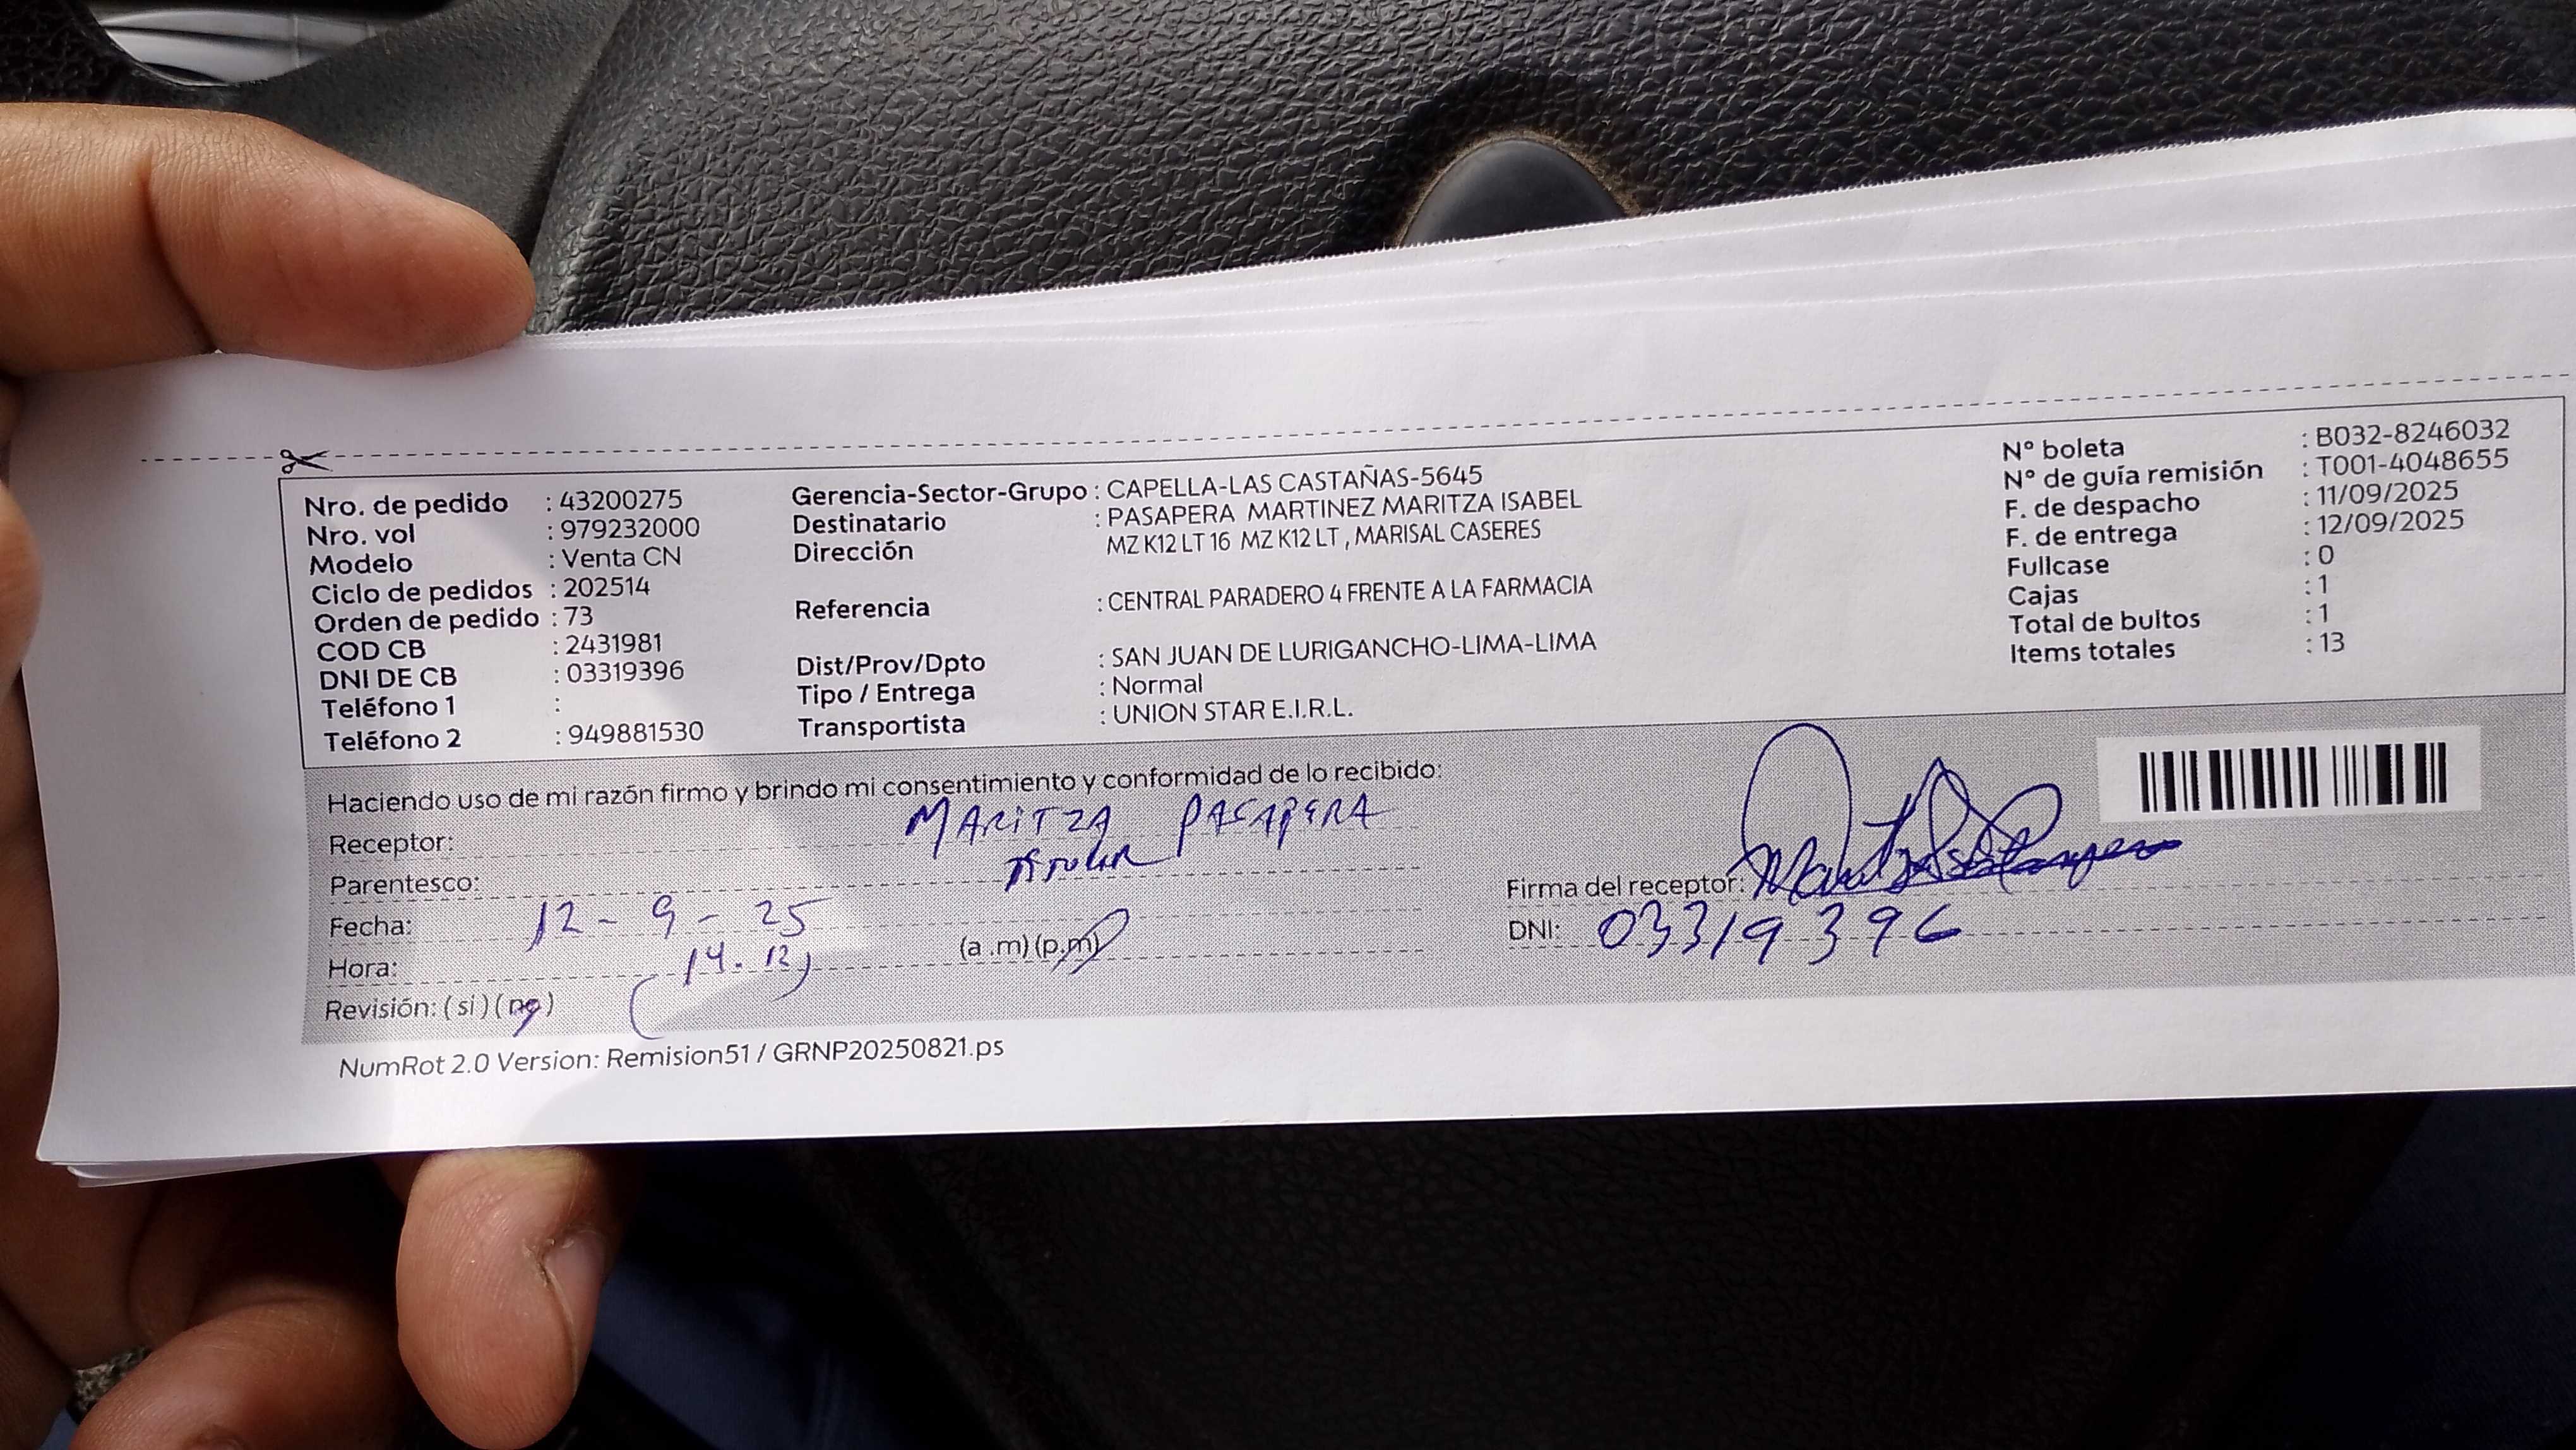 Nro. de pedido : 43200275
Nro. vol : 979232000
Modelo : Venta CN
Ciclo de pedidos : 202514
Orden de pedido : 73
COD CB : 2431981
DNI DE CB : 03319396
Teléfono 1 :
Teléfono 2 : 949881530
Gerencia-Sector-Grupo : CAPELLA-LAS CASTAÑAS-5645
Destinatario : PASAPERA MARTINEZ MARITZA ISABEL
Dirección MZ K12 LT 16 MZ K12 LT , MARISAL CASERES
Referencia : CENTRAL PARADERO 4 FRENTE A LA FARMACIA
Dist/Prov/Dpto : SAN JUAN DE LURIGANCHO-LIMA-LIMA
Tipo / Entrega : Normal
Transportista : UNION STAR E.I.R.L.
N° boleta : B032-8246032
N° de guía remisión : T001-4048655
F. de despacho : 11/09/2025
F. de entrega : 12/09/2025
Fullcase : 0
Cajas : 1
Total de bultos : 1
Items totales : 13
Haciendo uso de mi razón firmo y brindo mi consentimiento y conformidad de lo recibido:
Receptor: MARITZA PASAPERA
Parentesco: titular
Fecha: 12 - 9 - 25
Hora: (14.12) (a .m) (p.m)
Revisión: ( si ) ( no )
Firma del receptor:
DNI: 03319396
NumRot 2.0 Version: Remision51 / GRNP20250821.ps